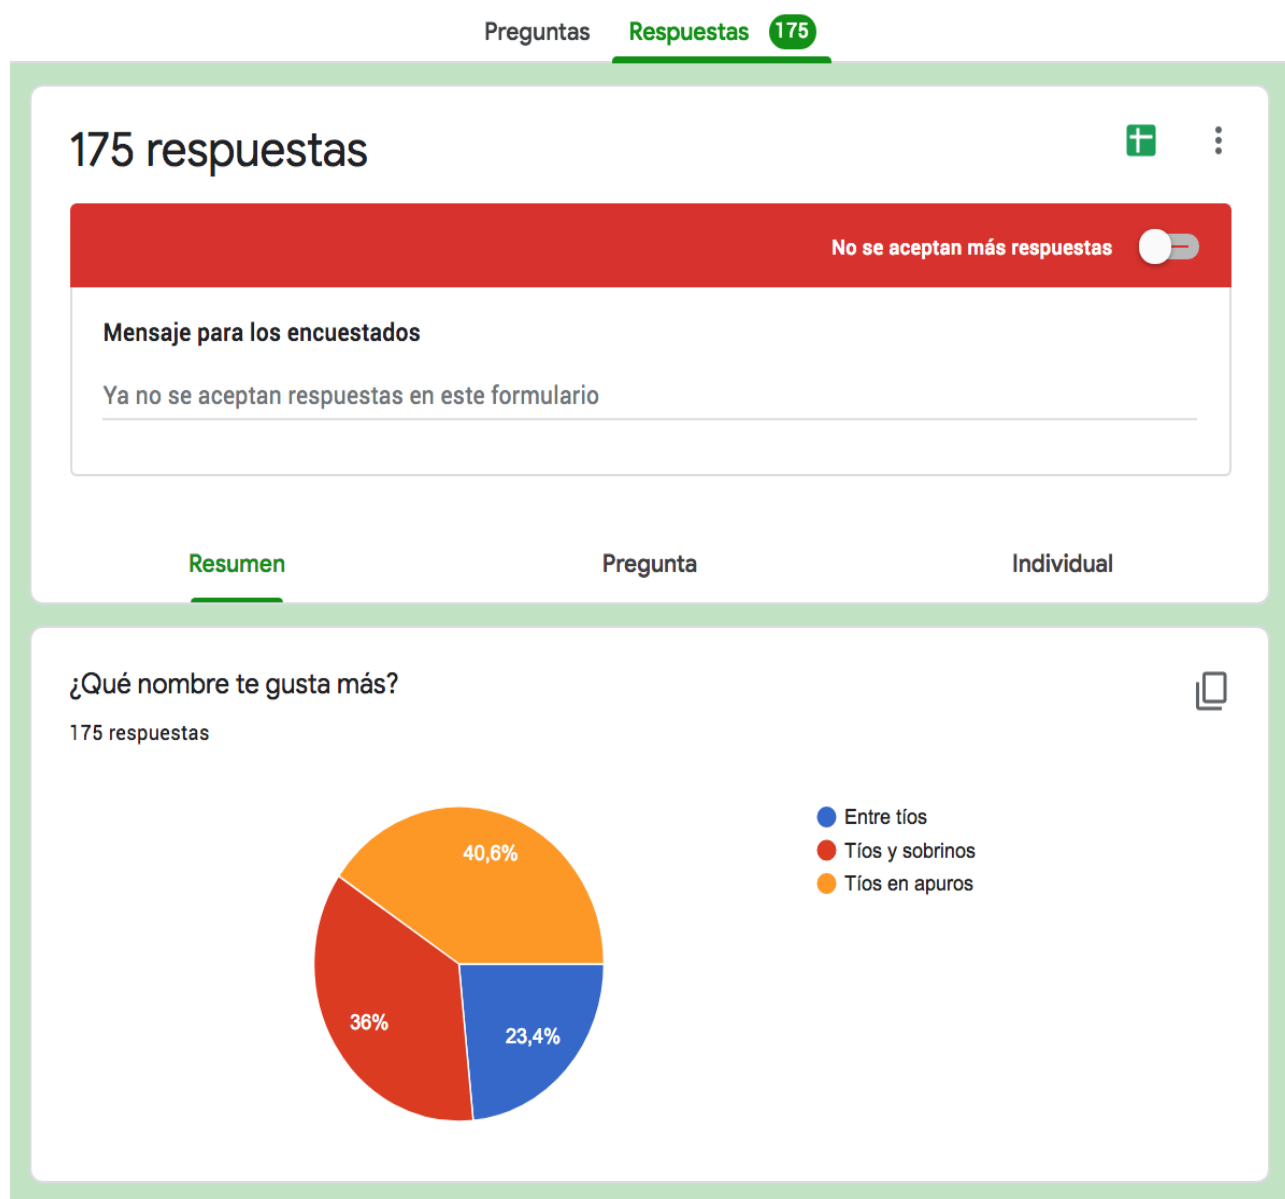 Preguntas Respuestas 175
175 respuestas
No se aceptan más respuestas
Mensaje para los encuestados
Ya no se aceptan respuestas en este formulario
Resumen Pregunta Individual
¿Qué nombre te gusta más?
175 respuestas
Entre tíos
Tíos y sobrinos
Tíos en apuros
40,6%
36%
23,4%